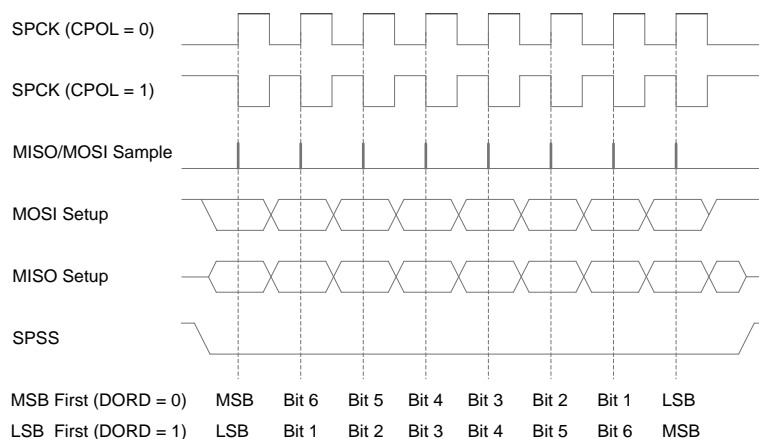 SPCK (CPOL = 0)
SPCK (CPOL = 1)
MISO/MOSI Sample
MOSI Setup
MISO Setup
SPSS
MSB First (DORD = 0) MSB Bit 6 Bit 5 Bit 4 Bit 3 Bit 2 Bit 1 LSB
LSB First (DORD = 1) LSB Bit 1 Bit 2 Bit 3 Bit 4 Bit 5 Bit 6 MSB